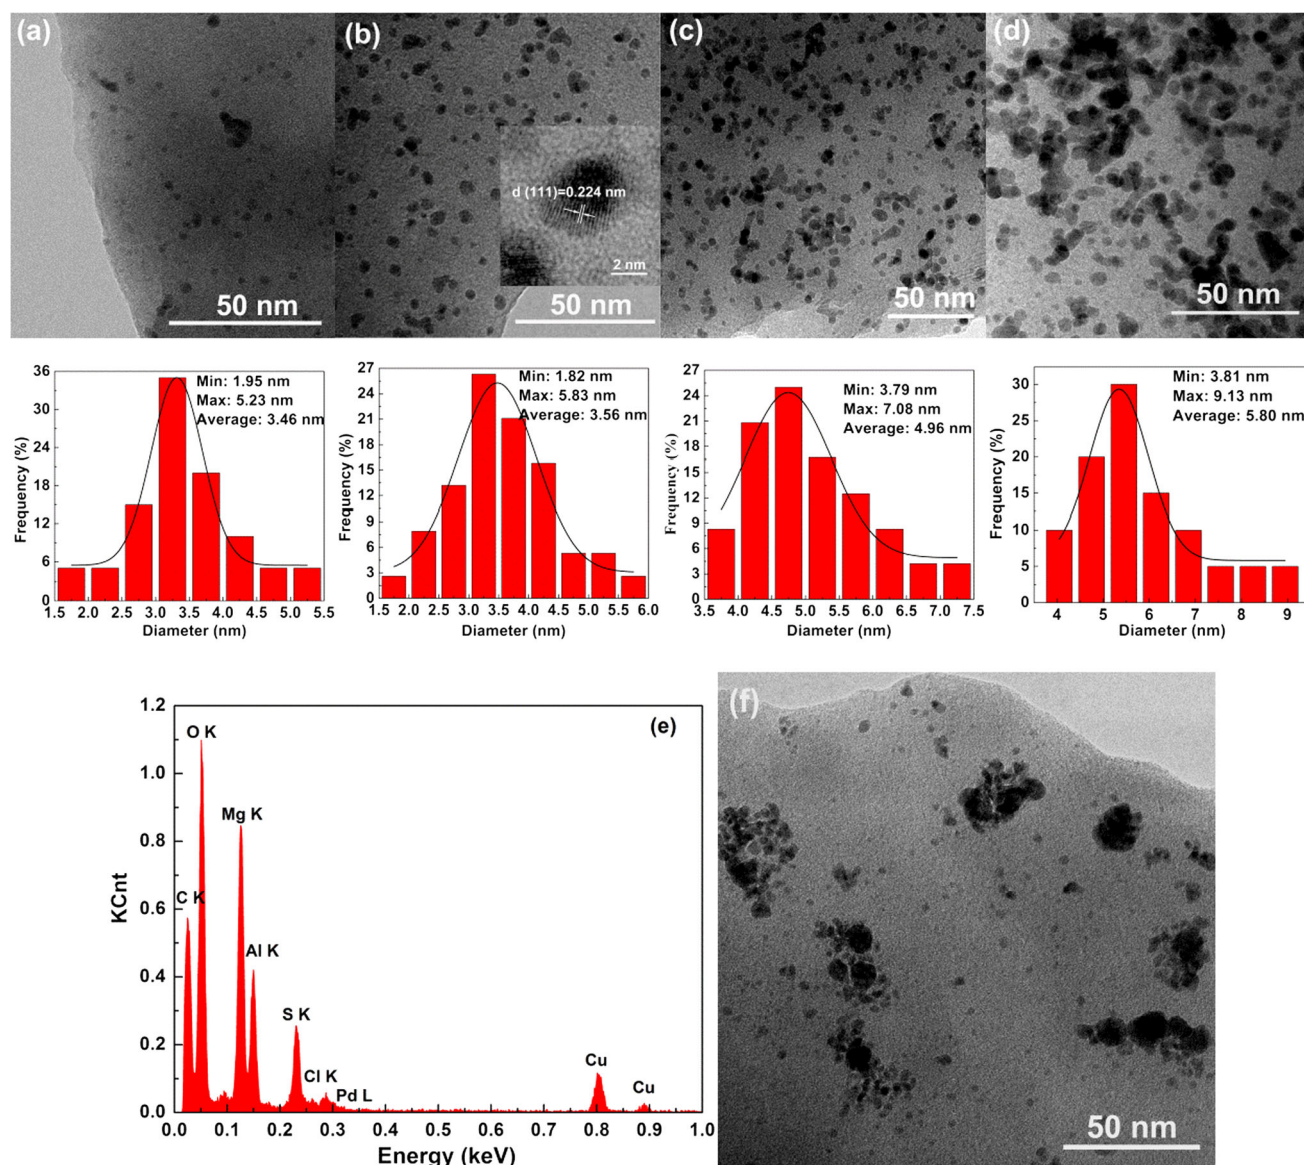 (a)
(b)
(c)
(d)
d (111)=0.224 nm
2 nm
50 nm
50 nm
50 nm
50 nm
Min: 1.95 nm
Max: 5.23 nm
Average: 3.46 nm
Frequency (%)
36
30
24
18
12
6
0
1.5 2.0 2.5 3.0 3.5 4.0 4.5 5.0 5.5
Diameter (nm)
Min: 1.82 nm
Max: 5.83 nm
Average: 3.56 nm
Frequency (%)
27
24
21
18
15
12
9
6
3
0
1.5 2.0 2.5 3.0 3.5 4.0 4.5 5.0 5.5 6.0
Diameter (nm)
Min: 3.79 nm
Max: 7.08 nm
Average: 4.96 nm
Frequency (%)
30
27
24
21
18
15
12
9
6
3
0
3.5 4.0 4.5 5.0 5.5 6.0 6.5 7.0 7.5
Diameter (nm)
Min: 3.81 nm
Max: 9.13 nm
Average: 5.80 nm
Frequency (%)
30
25
20
15
10
5
0
4 5 6 7 8 9
Diameter (nm)
(e)
KCnt
1.2
1.0
0.8
0.6
0.4
0.2
0.0
O K
Mg K
C K
Al K
S K
Cl K
Pd L
Cu
Cu
0.0 0.1 0.2 0.3 0.4 0.5 0.6 0.7 0.8 0.9 1.0
Energy (keV)
(f)
50 nm